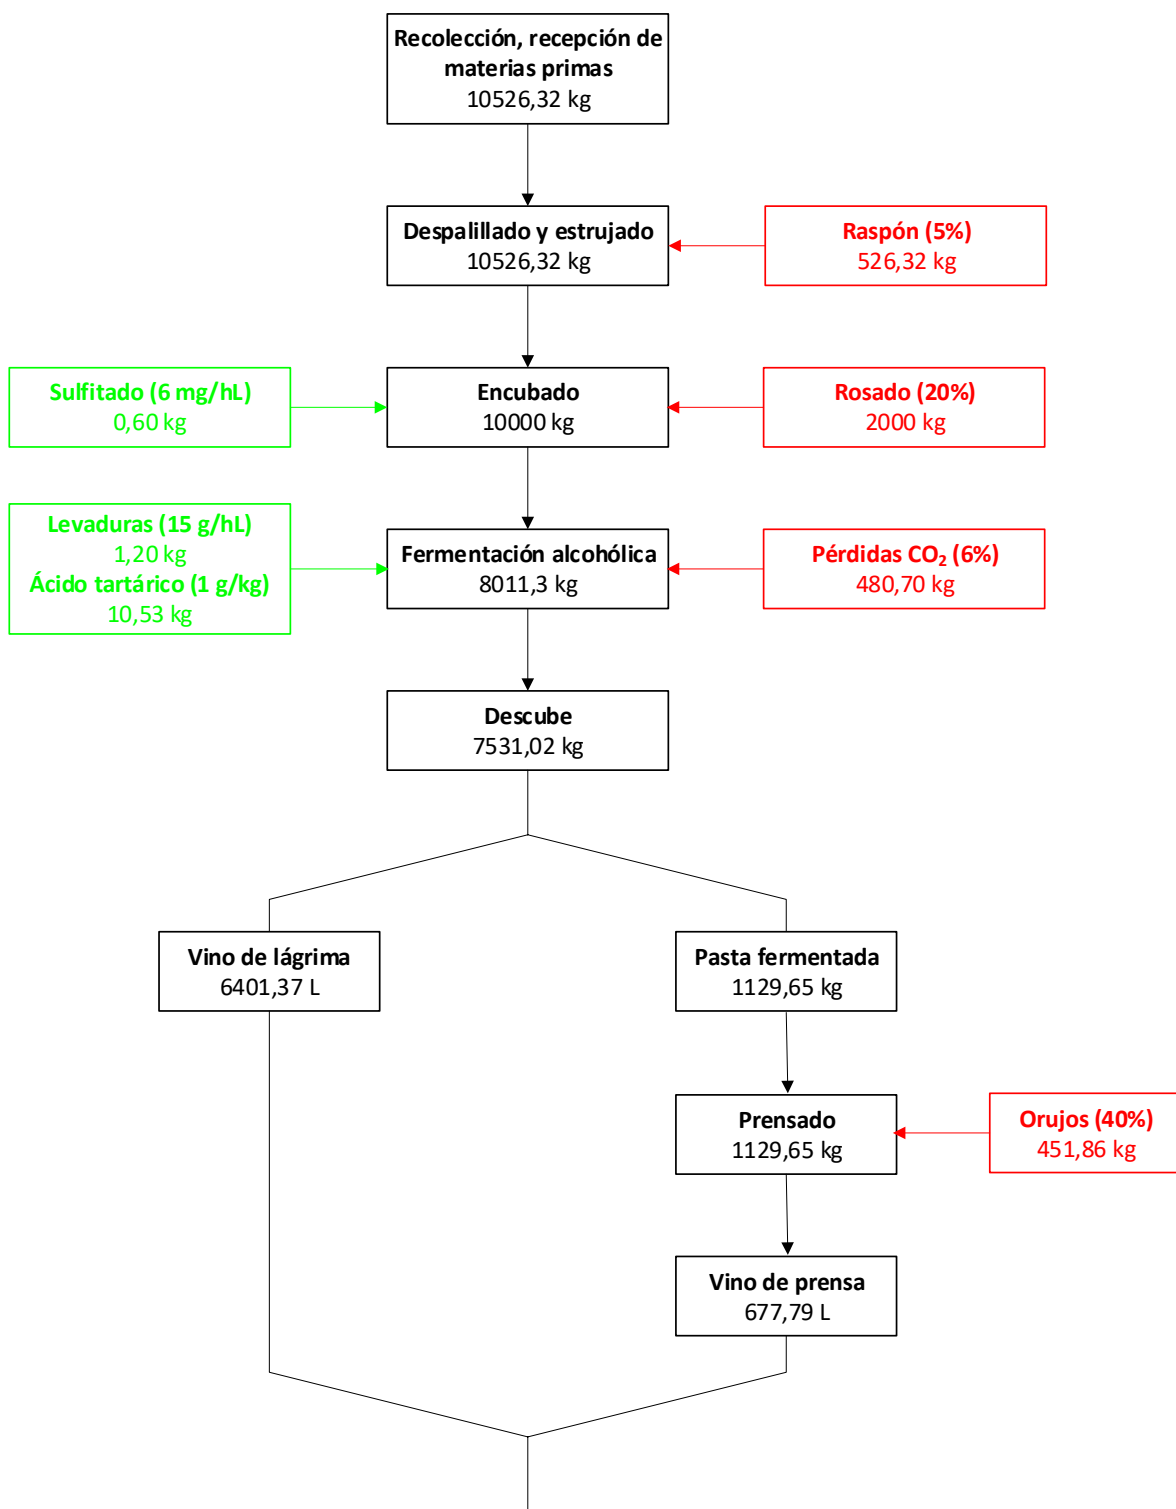 Recolección, recepción de
materias primas
10526,32 kg
Despalillado y estrujado
10526,32 kg
Raspón (5%)
526,32 kg
Sulfitado (6 mg/hL)
0,60 kg
Encubado
10000 kg
Rosado (20%)
2000 kg
Levaduras (15 g/hL)
1,20 kg
Ácido tartárico (1 g/kg)
10,53 kg
Fermentación alcohólica
8011,3 kg
Pérdidas CO₂ (6%)
480,70 kg
Descube
7531,02 kg
Vino de lágrima
6401,37 L
Pasta fermentada
1129,65 kg
Prensado
1129,65 kg
Orujos (40%)
451,86 kg
Vino de prensa
677,79 L